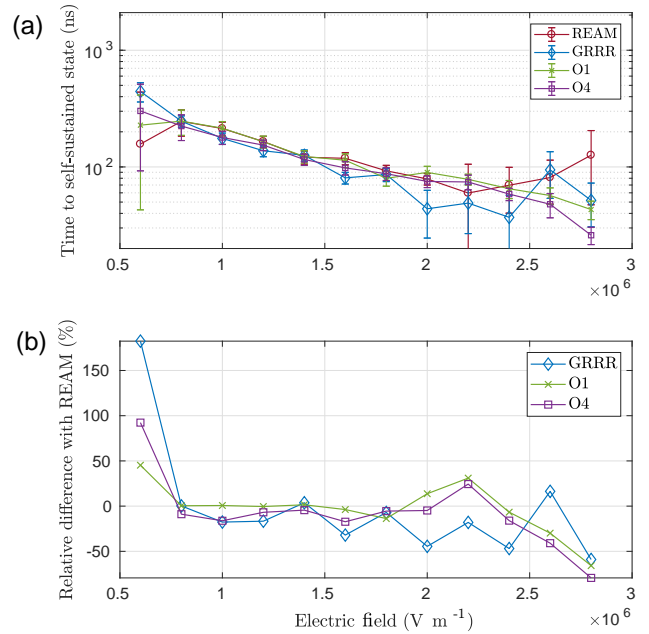 (a)
Time to self-sustained state (ns)
10³
10²
REAM
GRRR
O1
O4
0.5 1 1.5 2 2.5 3
×10⁶
(b)
Relative difference with REAM (%)
150
100
50
0
-50
GRRR
O1
O4
0.5 1 1.5 2 2.5 3
Electric field (V m⁻¹)
×10⁶